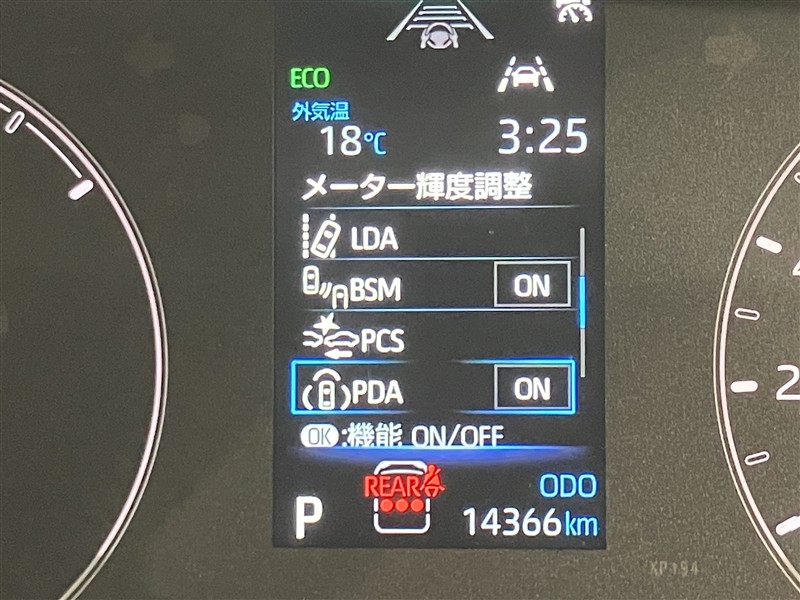 ECO
外気温
18℃ 3:25
メーター輝度調整
LDA
BSM ON
PCS
PDA ON
OK:機能 ON/OFF
REAR
P
ODO
14366km
2